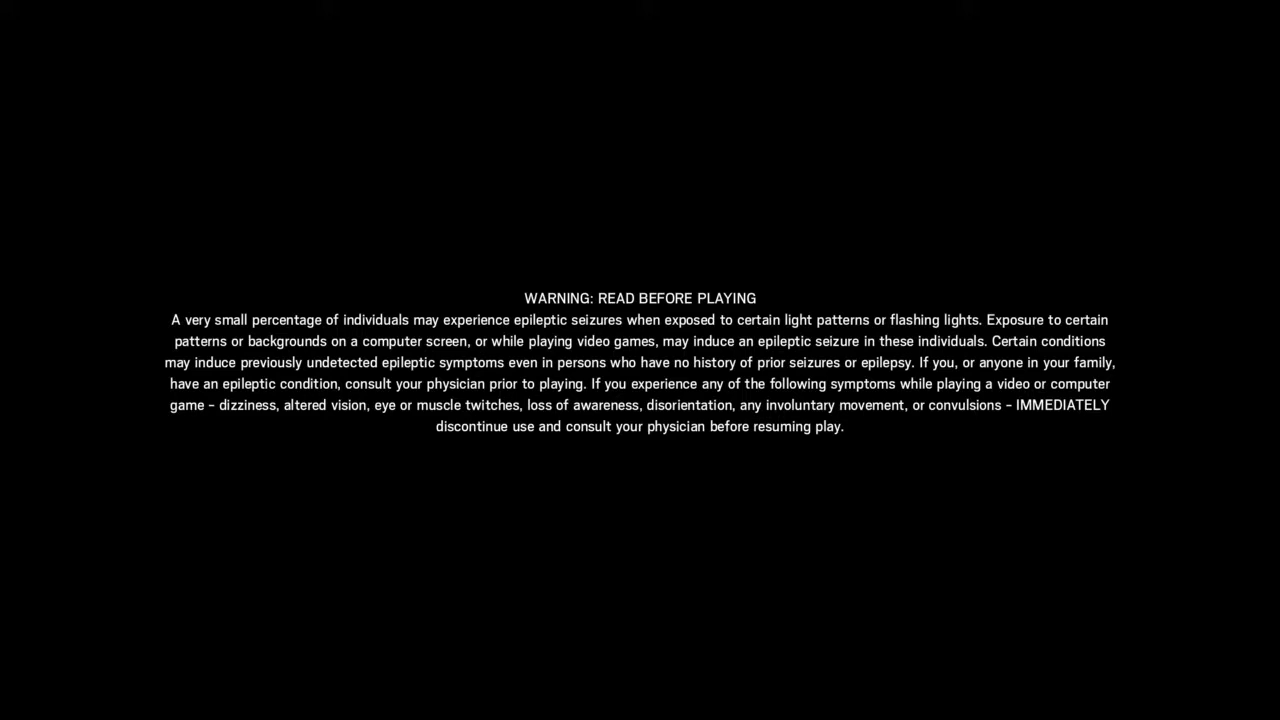 WARNING: READ BEFORE PLAYING
A very small percentage of individuals may experience epileptic seizures when exposed to certain light patterns or flashing lights. Exposure to certain
patterns or backgrounds on a computer screen, or while playing video games, may induce an epileptic seizure in these individuals. Certain conditions
may induce previously undetected epileptic symptoms even in persons who have no history of prior seizures or epilepsy. If you, or anyone in your family,
have an epileptic condition, consult your physician prior to playing. If you experience any of the following symptoms while playing a video or computer
game – dizziness, altered vision, eye or muscle twitches, loss of awareness, disorientation, any involuntary movement, or convulsions – IMMEDIATELY
discontinue use and consult your physician before resuming play.